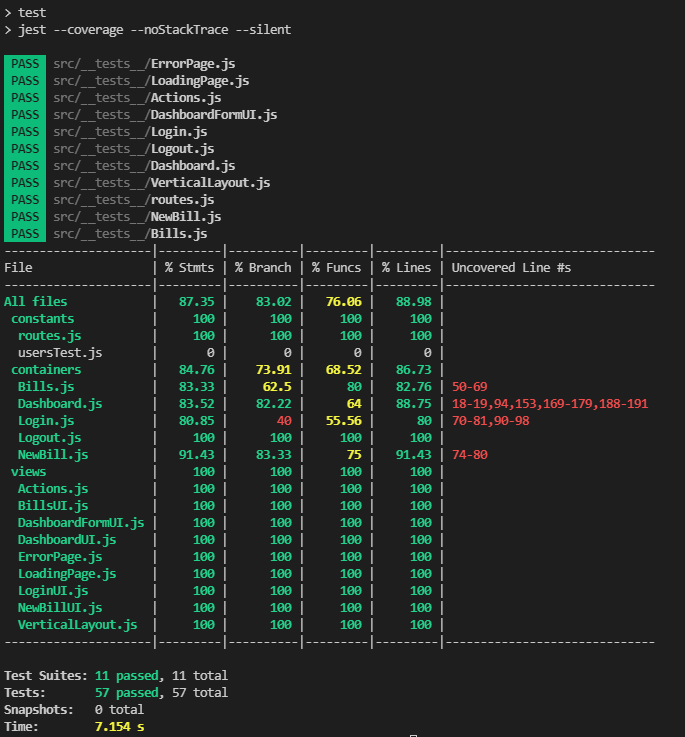 > test
> jest --coverage --noStackTrace --silent
PASS src/__tests__/ErrorPage.js
PASS src/__tests__/LoadingPage.js
PASS src/__tests__/Actions.js
PASS src/__tests__/DashboardFormUI.js
PASS src/__tests__/Login.js
PASS src/__tests__/Logout.js
PASS src/__tests__/Dashboard.js
PASS src/__tests__/VerticalLayout.js
PASS src/__tests__/routes.js
PASS src/__tests__/NewBill.js
PASS src/__tests__/Bills.js
---------------------|---------|----------|---------|---------|------------------------------
File                 | % Stmts | % Branch | % Funcs | % Lines | Uncovered Line #s
---------------------|---------|----------|---------|---------|------------------------------
All files            |   87.35 |    83.02 |   76.06 |   88.98 |
 constants           |     100 |      100 |     100 |     100 |
  routes.js          |     100 |      100 |     100 |     100 |
  usersTest.js       |       0 |        0 |       0 |       0 |
 containers          |   84.76 |    73.91 |   68.52 |   86.73 |
  Bills.js           |   83.33 |     62.5 |      80 |   82.76 | 50-69
  Dashboard.js       |   83.52 |    82.22 |      64 |   88.75 | 18-19,94,153,169-179,188-191
  Login.js           |   80.85 |       40 |   55.56 |      80 | 70-81,90-98
  Logout.js          |     100 |      100 |     100 |     100 |
  NewBill.js         |   91.43 |    83.33 |      75 |   91.43 | 74-80
 views               |     100 |      100 |     100 |     100 |
  Actions.js         |     100 |      100 |     100 |     100 |
  BillsUI.js         |     100 |      100 |     100 |     100 |
  DashboardFormUI.js |     100 |      100 |     100 |     100 |
  DashboardUI.js     |     100 |      100 |     100 |     100 |
  ErrorPage.js       |     100 |      100 |     100 |     100 |
  LoadingPage.js     |     100 |      100 |     100 |     100 |
  LoginUI.js         |     100 |      100 |     100 |     100 |
  NewBillUI.js       |     100 |      100 |     100 |     100 |
  VerticalLayout.js  |     100 |      100 |     100 |     100 |
---------------------|---------|----------|---------|---------|------------------------------
Test Suites: 11 passed, 11 total
Tests:       57 passed, 57 total
Snapshots:   0 total
Time:        7.154 s